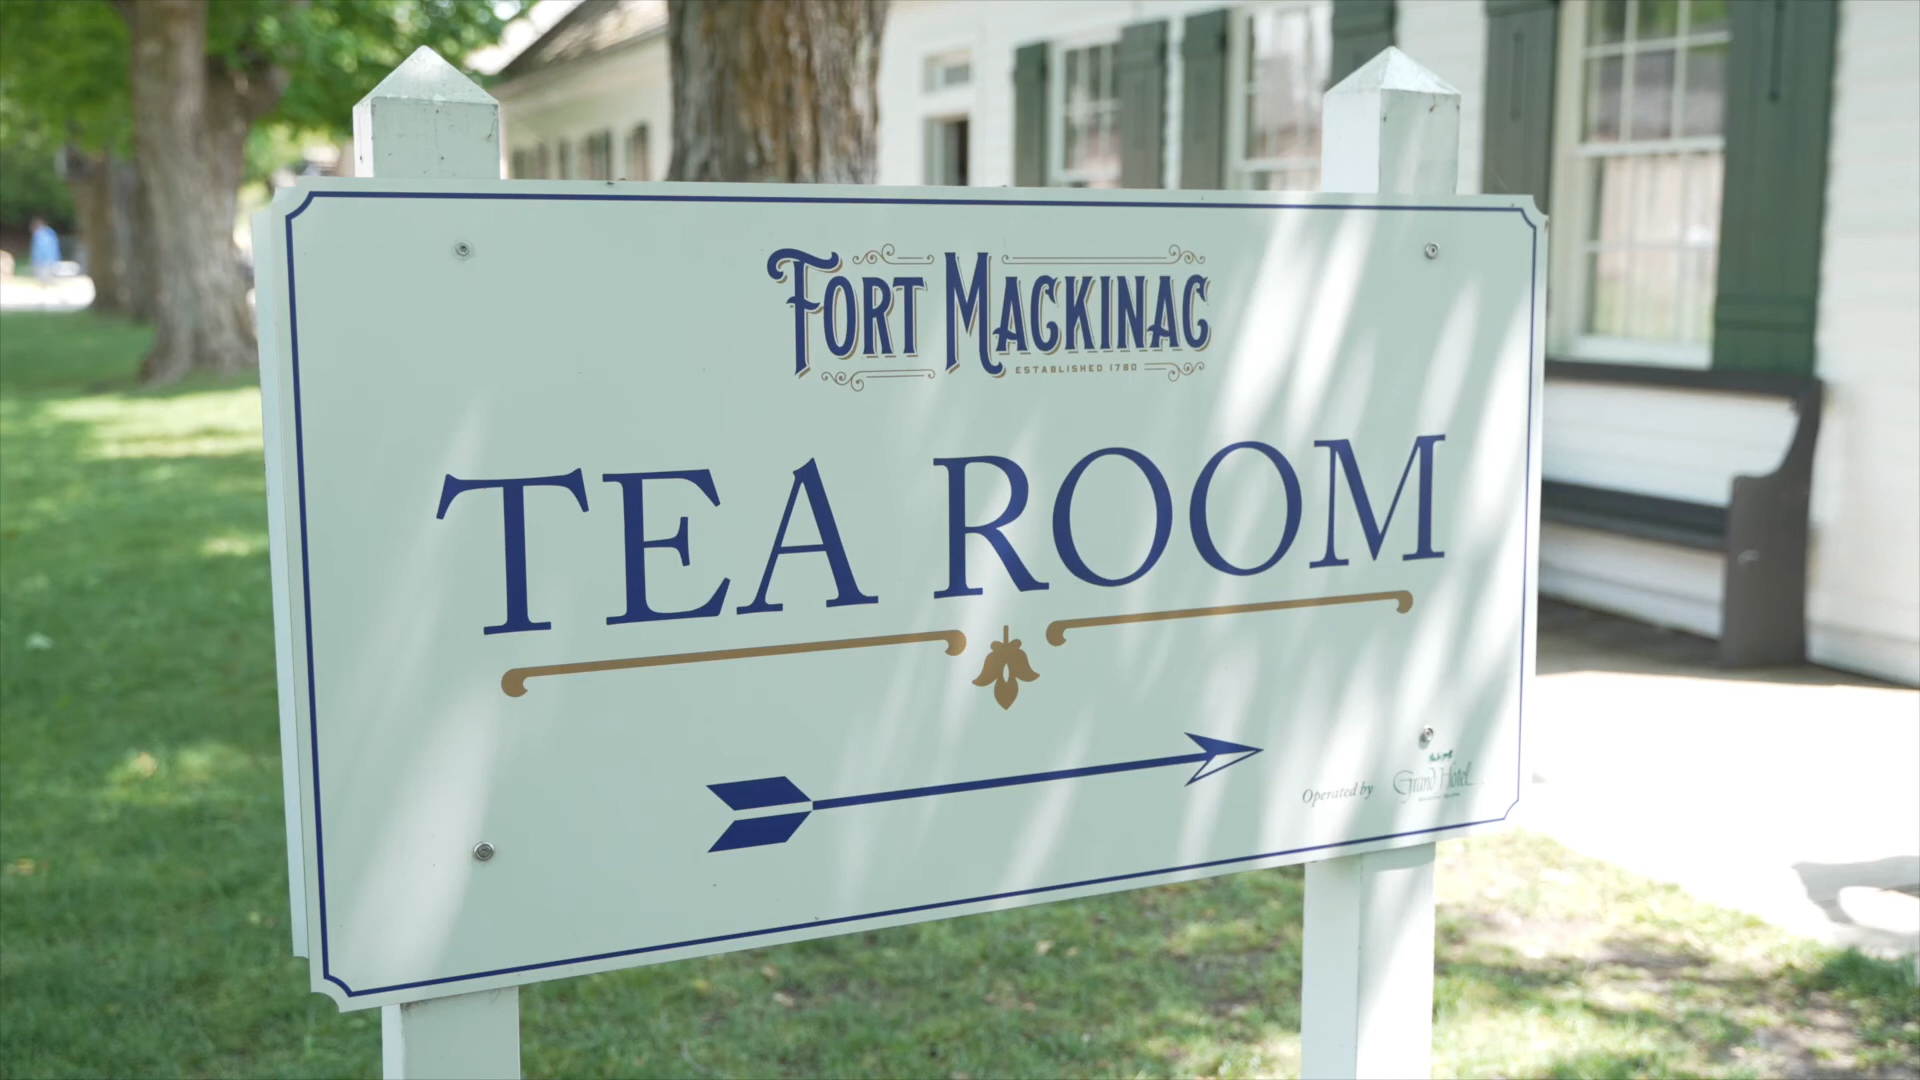 FORT MACKINAC
ESTABLISHED 1780
TEA ROOM
Operated by
Grand Hotel